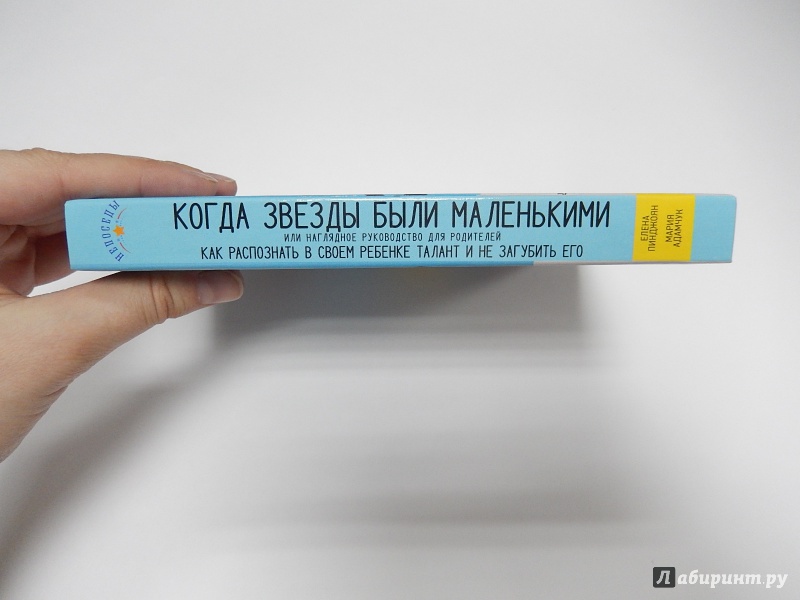 НЕПОСЕДЫ
КОГДА ЗВЕЗДЫ БЫЛИ МАЛЕНЬКИМИ
ИЛИ НАГЛЯДНОЕ РУКОВОДСТВО ДЛЯ РОДИТЕЛЕЙ
КАК РАСПОЗНАТЬ В СВОЕМ РЕБЕНКЕ ТАЛАНТ И НЕ ЗАГУБИТЬ ЕГО
ЕЛЕНА
ПИНДЖОЯН
МАРИЯ
АДАМЧУК
Лабиринт.ру